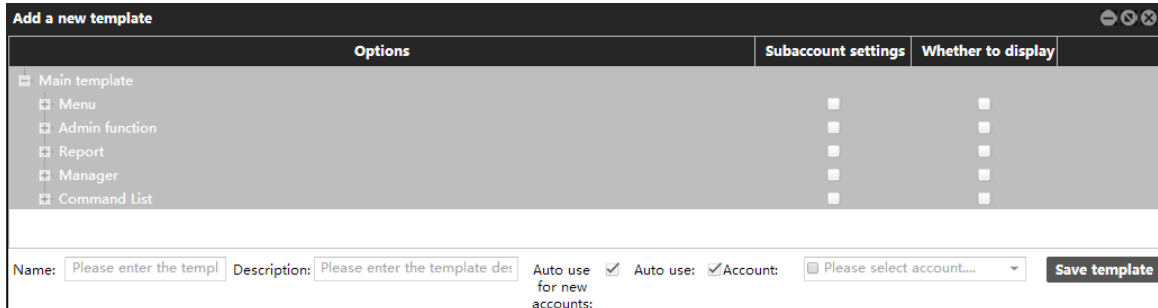 Add a new template
Options Subaccount settings Whether to display
Main template
Menu
Admin function
Report
Manager
Command List
Name: Please enter the templ Description: Please enter the template des Auto use for new accounts: Auto use: Account: Please select account.... Save template